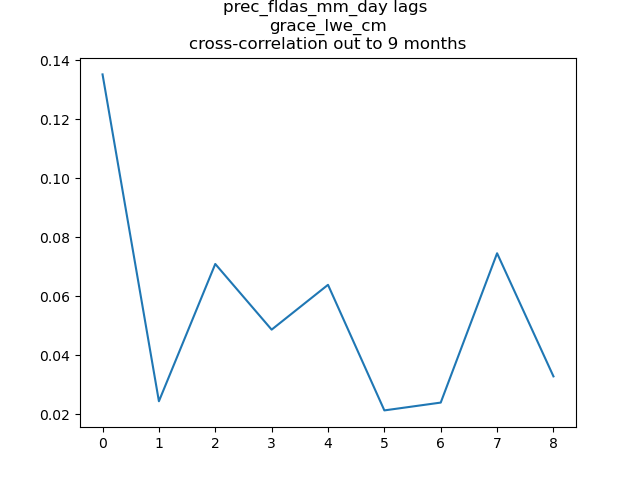 prec_fldas_mm_day lags
grace_lwe_cm
cross-correlation out to 9 months
0.14
0.12
0.10
0.08
0.06
0.04
0.02
0 1 2 3 4 5 6 7 8